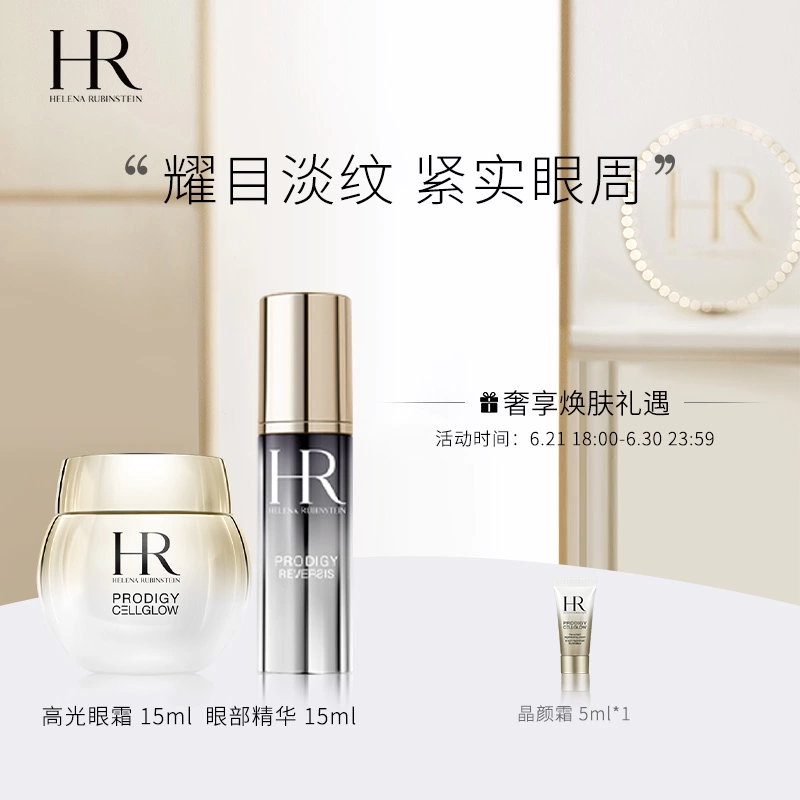 HR
HELENA RUBINSTEIN
“耀目淡纹 紧实眼周”
HR
奢享焕肤礼遇
活动时间：6.21 18:00-6.30 23:59
HR
HELENA RUBINSTEIN
PRODIGY
CELLGLOW
HR
HELENA RUBINSTEIN
PRODIGY
REVERSIS
HR
PRODIGY
CELLGLOW
高光眼霜 15ml 眼部精华 15ml
晶颜霜 5ml*1